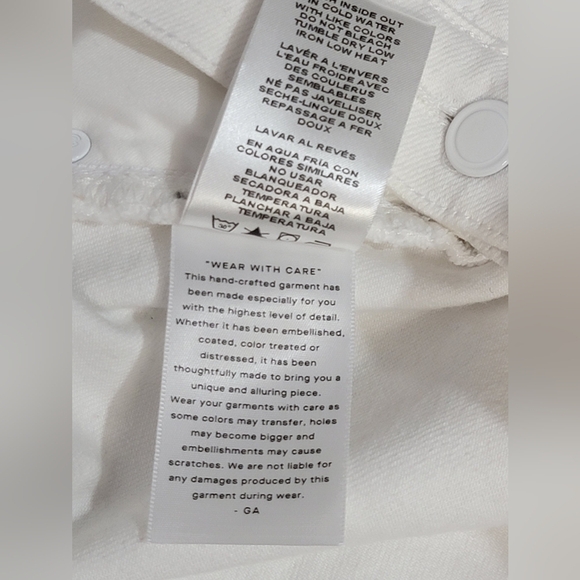 INSIDE OUT
IN COLD WATER
WITH LIKE COLORS
DO NOT BLEACH
TUMBLE DRY LOW
IRON LOW HEAT
LAVÉR A L'ENVERS
L'EAU FROIDE AVEC
DES COULERUS
SEMBLABLES
NÉ PAS JAVELLISER
SECHE-LINGUE DOUX
REPASSAGE A FER
DOUX
LAVAR AL REVÉS
EN AQUA FRÍA CON
COLORES SIMILARES
NO USAR
BLANQUEADOR
SECADORA A BAJA
TEMPERATURA
PLANCHAR A BAJA
TEMPERATURA
"WEAR WITH CARE"
This hand-crafted garment has
been made especially for you
with the highest level of detail.
Whether it has been embellished,
coated, color treated or
distressed, it has been
thoughtfully made to bring you a
unique and alluring piece.
Wear your garments with care as
some colors may transfer, holes
may become bigger and
embellishments may cause
scratches. We are not liable for
any damages produced by this
garment during wear.
- GA